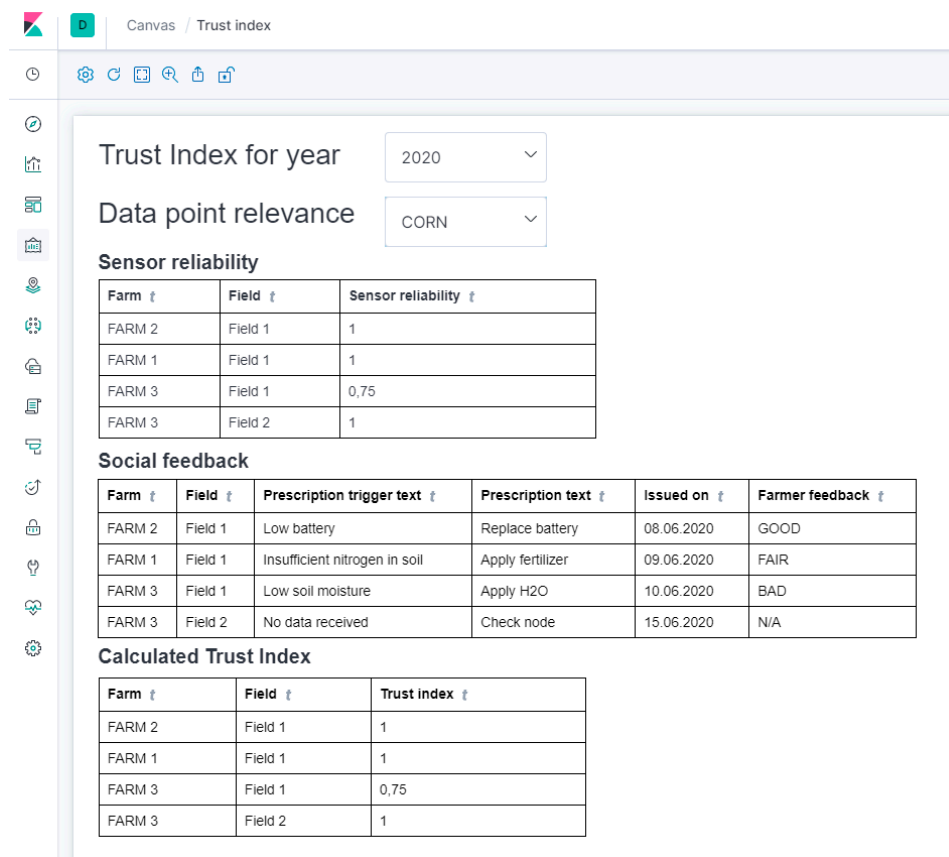 D Canvas / Trust index
Trust Index for year 2020
Data point relevance CORN
Sensor reliability
Farm t Field t Sensor reliability t
FARM 2 Field 1 1
FARM 1 Field 1 1
FARM 3 Field 1 0,75
FARM 3 Field 2 1
Social feedback
Farm t Field t Prescription trigger text t Prescription text t Issued on t Farmer feedback t
FARM 2 Field 1 Low battery Replace battery 08.06.2020 GOOD
FARM 1 Field 1 Insufficient nitrogen in soil Apply fertilizer 09.06.2020 FAIR
FARM 3 Field 1 Low soil moisture Apply H2O 10.06.2020 BAD
FARM 3 Field 2 No data received Check node 15.06.2020 N/A
Calculated Trust Index
Farm t Field t Trust index t
FARM 2 Field 1 1
FARM 1 Field 1 1
FARM 3 Field 1 0,75
FARM 3 Field 2 1